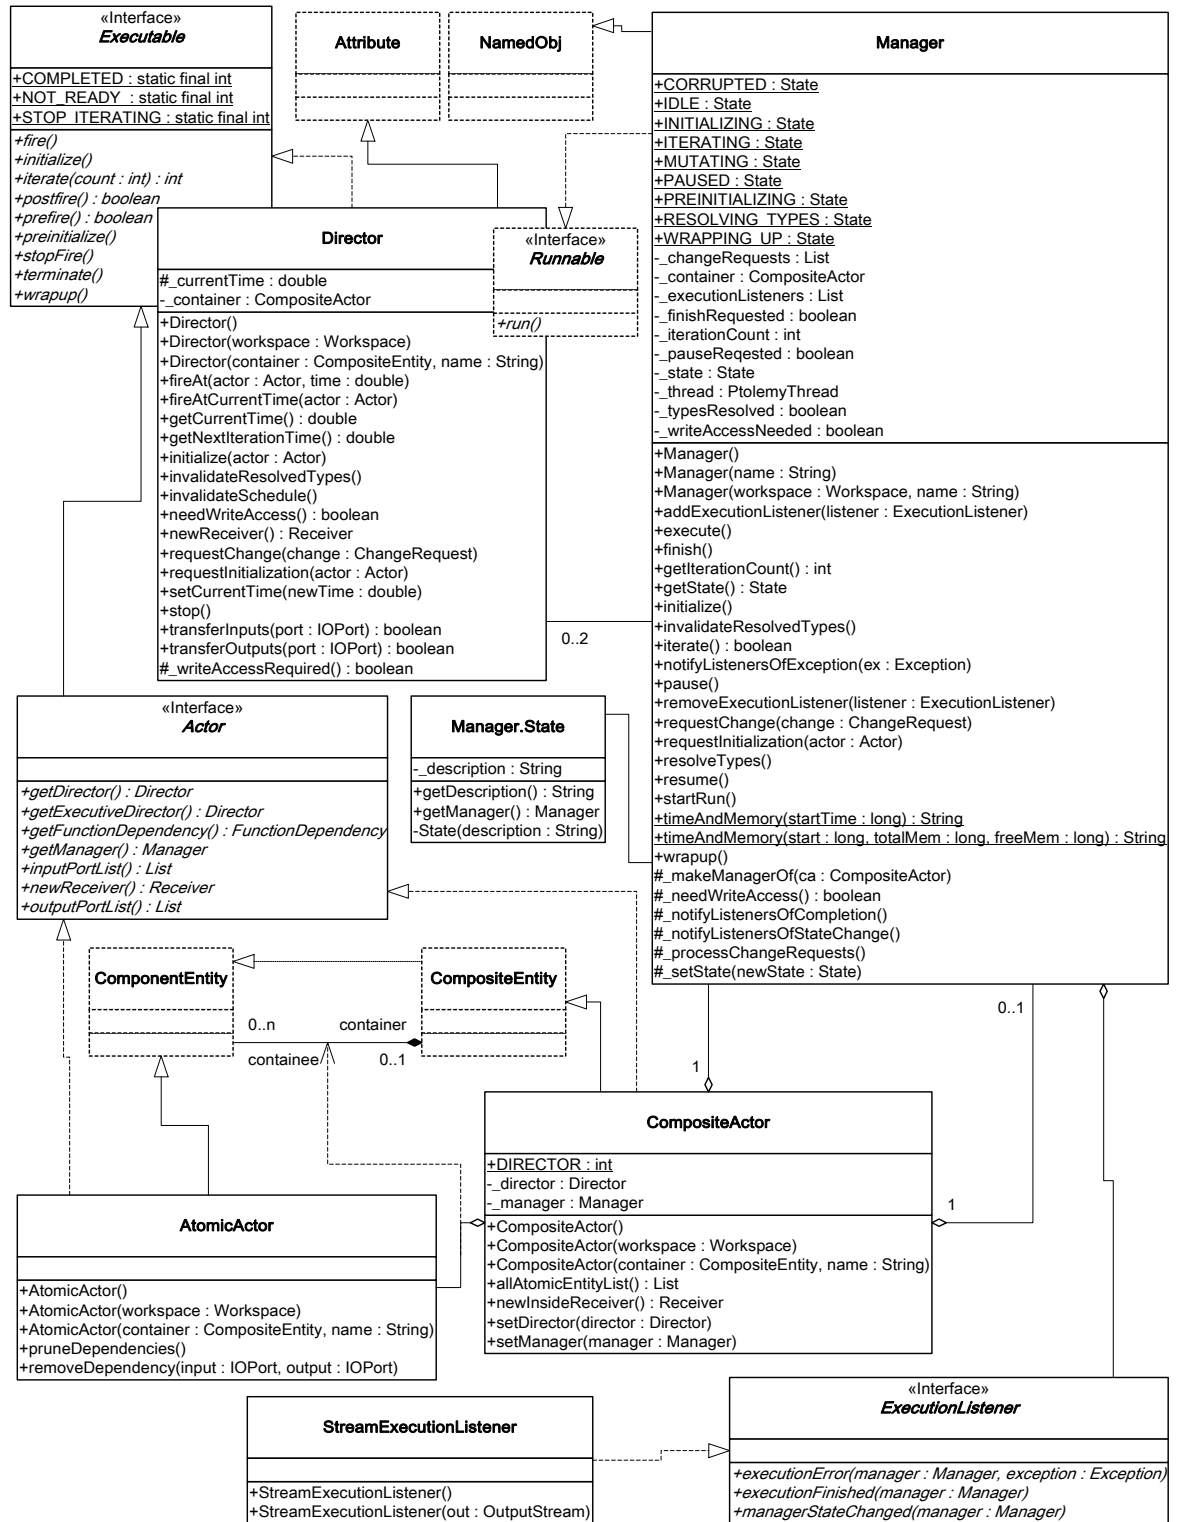 «Interface»
Executable
+COMPLETED : static final int
+NOT_READY : static final int
+STOP_ITERATING : static final int
+fire()
+initialize()
+iterate(count : int) : int
+postfire() : boolean
+prefire() : boolean
+preinitialize()
+stopFire()
+terminate()
+wrapup()
Attribute
NamedObj
Manager
+CORRUPTED : State
+IDLE : State
+INITIALIZING : State
+ITERATING : State
+MUTATING : State
+PAUSED : State
+PREINITIALIZING : State
+RESOLVING_TYPES : State
+WRAPPING_UP : State
-_changeRequests : List
-_container : CompositeActor
-_executionListeners : List
-_finishRequested : boolean
-_iterationCount : int
-_pauseReqested : boolean
-_state : State
-_thread : PtolemyThread
-_typesResolved : boolean
-_writeAccessNeeded : boolean
+Manager()
+Manager(name : String)
+Manager(workspace : Workspace, name : String)
+addExecutionListener(listener : ExecutionListener)
+execute()
+finish()
+getIterationCount() : int
+getState() : State
+initialize()
+invalidateResolvedTypes()
+iterate() : boolean
+notifyListenersOfException(ex : Exception)
+pause()
+removeExecutionListener(listener : ExecutionListener)
+requestChange(change : ChangeRequest)
+requestInitialization(actor : Actor)
+resolveTypes()
+resume()
+startRun()
+timeAndMemory(startTime : long) : String
+timeAndMemory(start : long, totalMem : long, freeMem : long) : String
+wrapup()
#_makeManagerOf(ca : CompositeActor)
#_needWriteAccess() : boolean
#_notifyListenersOfCompletion()
#_notifyListenersOfStateChange()
#_processChangeRequests()
#_setState(newState : State)
Director
#_currentTime : double
-_container : CompositeActor
+Director()
+Director(workspace : Workspace)
+Director(container : CompositeEntity, name : String)
+fireAt(actor : Actor, time : double)
+fireAtCurrentTime(actor : Actor)
+getCurrentTime() : double
+getNextIterationTime() : double
+initialize(actor : Actor)
+invalidateResolvedTypes()
+invalidateSchedule()
+needWriteAccess() : boolean
+newReceiver() : Receiver
+requestChange(change : ChangeRequest)
+requestInitialization(actor : Actor)
+setCurrentTime(newTime : double)
+stop()
+transferInputs(port : IOPort) : boolean
+transferOutputs(port : IOPort) : boolean
#_writeAccessRequired() : boolean
«Interface»
Runnable
+run()
0..2
«Interface»
Actor
+getDirector() : Director
+getExecutiveDirector() : Director
+getFunctionDependency() : FunctionDependency
+getManager() : Manager
+inputPortList() : List
+newReceiver() : Receiver
+outputPortList() : List
Manager.State
-_description : String
+getDescription() : String
+getManager() : Manager
-State(description : String)
ComponentEntity
CompositeEntity
0..n
container
containee
0..1
0..1
1
1
CompositeActor
+DIRECTOR : int
-_director : Director
-_manager : Manager
+CompositeActor()
+CompositeActor(workspace : Workspace)
+CompositeActor(container : CompositeEntity, name : String)
+allAtomicEntityList() : List
+newInsideReceiver() : Receiver
+setDirector(director : Director)
+setManager(manager : Manager)
AtomicActor
+AtomicActor()
+AtomicActor(workspace : Workspace)
+AtomicActor(container : CompositeEntity, name : String)
+pruneDependencies()
+removeDependency(input : IOPort, output : IOPort)
StreamExecutionListener
+StreamExecutionListener()
+StreamExecutionListener(out : OutputStream)
«Interface»
ExecutionListener
+executionError(manager : Manager, exception : Exception)
+executionFinished(manager : Manager)
+managerStateChanged(manager : Manager)